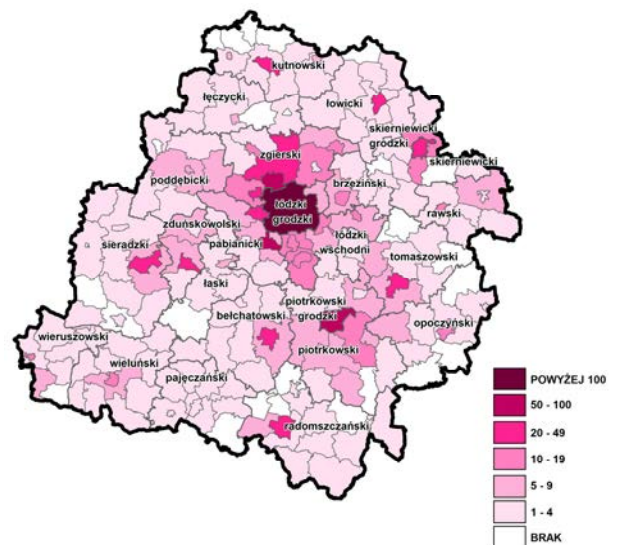 kutnowski
łęczycki
łowicki
skierniewicki
grodzki
zgierski
skierniewicki
poddębicki
brzeziński
łódzki
grodzki
rawski
zduńskowolski
łódzki
wschodni
sieradzki
pabianicki
tomaszowski
łaski
piotrkowski
grodzki
bełchatowski
opoczyński
wieruszowski
piotrkowski
wieluński
pajęczański
radomszczański
POWYŻEJ 100
50 - 100
20 - 49
10 - 19
5 - 9
1 - 4
BRAK